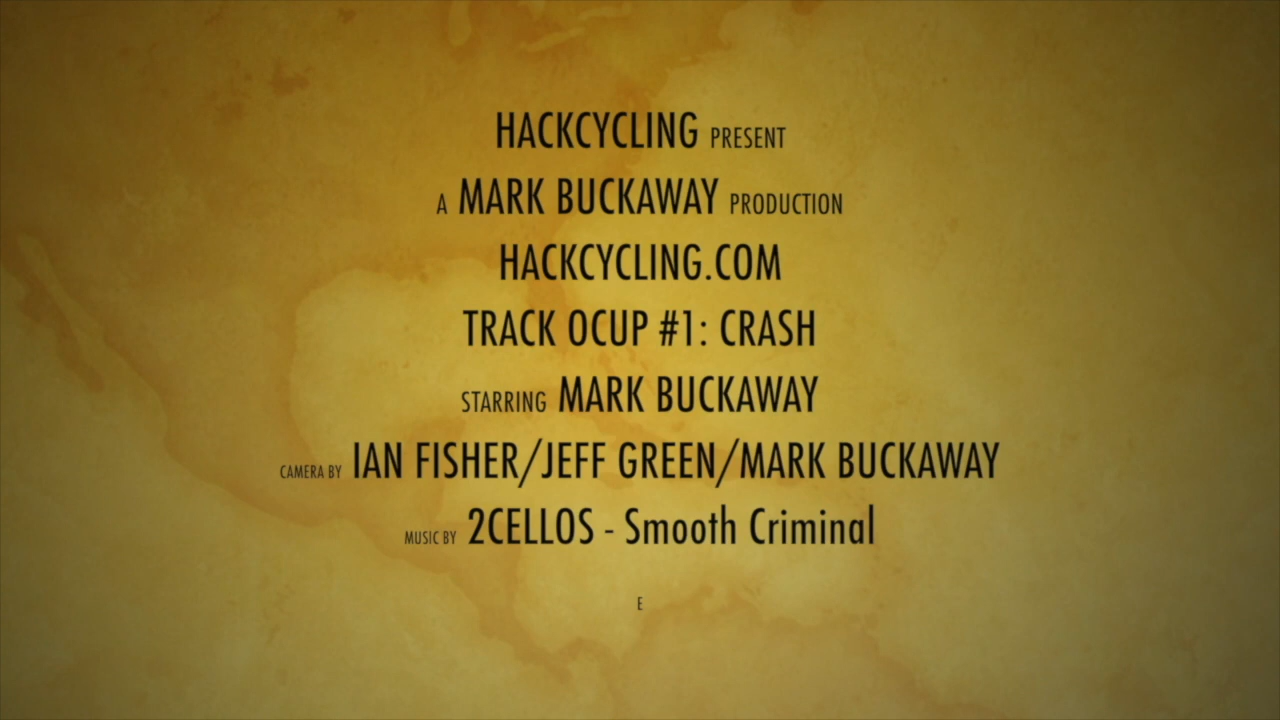 HACKCYCLING PRESENT
A MARK BUCKAWAY PRODUCTION
HACKCYCLING.COM
TRACK OCUP #1: CRASH
STARRING MARK BUCKAWAY
CAMERA BY IAN FISHER/JEFF GREEN/MARK BUCKAWAY
MUSIC BY 2CELLOS - Smooth Criminal
E